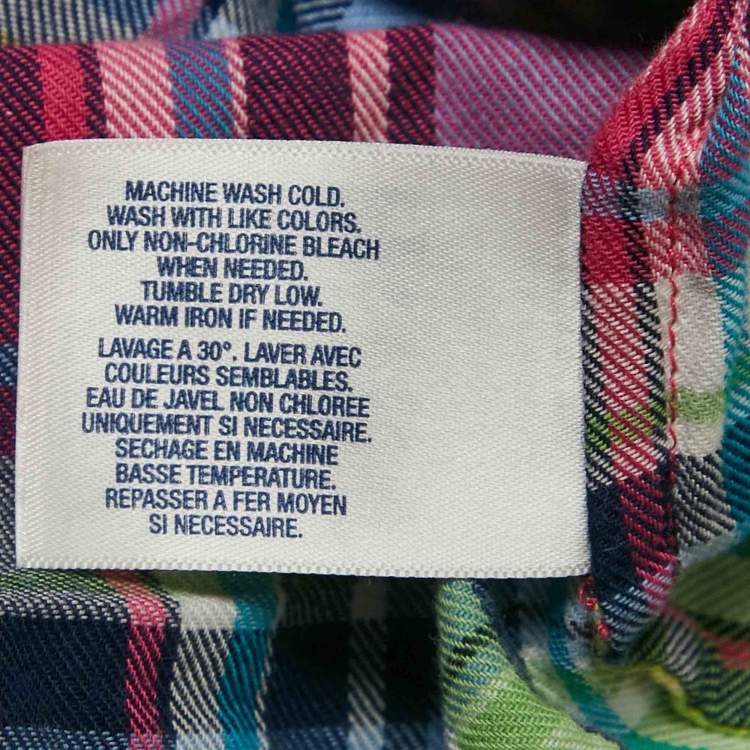 MACHINE WASH COLD.
WASH WITH LIKE COLORS.
ONLY NON-CHLORINE BLEACH
WHEN NEEDED.
TUMBLE DRY LOW.
WARM IRON IF NEEDED.
LAVAGE A 30°. LAVER AVEC
COULEURS SEMBLABLES.
EAU DE JAVEL NON CHLOREE
UNIQUEMENT SI NECESSAIRE.
SECHAGE EN MACHINE
BASSE TEMPERATURE.
REPASSER A FER MOYEN
SI NECESSAIRE.